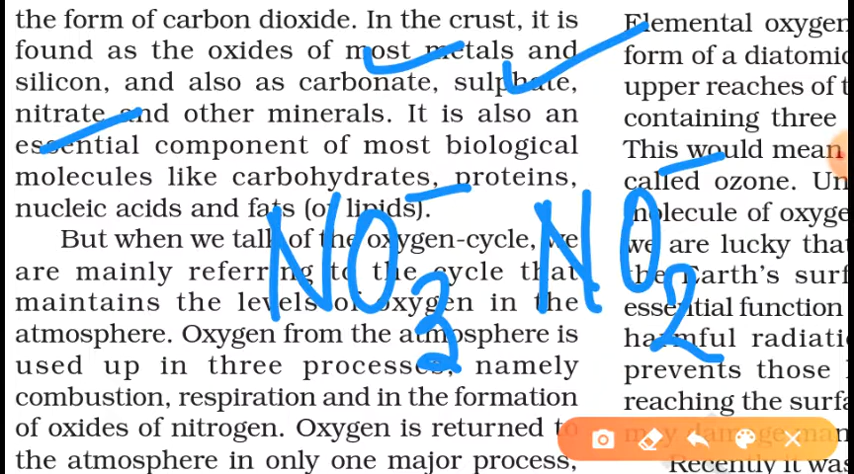 the form of carbon dioxide. In the crust, it is
found as the oxides of most metals and
silicon, and also as carbonate, sulphate,
nitrate and other minerals. It is also an
essential component of most biological
molecules like carbohydrates, proteins,
nucleic acids and fats (or lipids).
But when we talk of the oxygen-cycle, we
are mainly referring to the cycle that
maintains the levels of oxygen in the
atmosphere. Oxygen from the atmosphere is
used up in three processes, namely
combustion, respiration and in the formation
of oxides of nitrogen. Oxygen is returned to
the atmosphere in only one major process,
Elemental oxygen
form of a diatomic
upper reaches of
containing three
This would mean
called ozone. Un
molecule of oxyge
we are lucky that
the Earth's surf
essential function
harmful radiati
prevents those
reaching the surfa
may damage man
Recently it was
NO3- NO2-